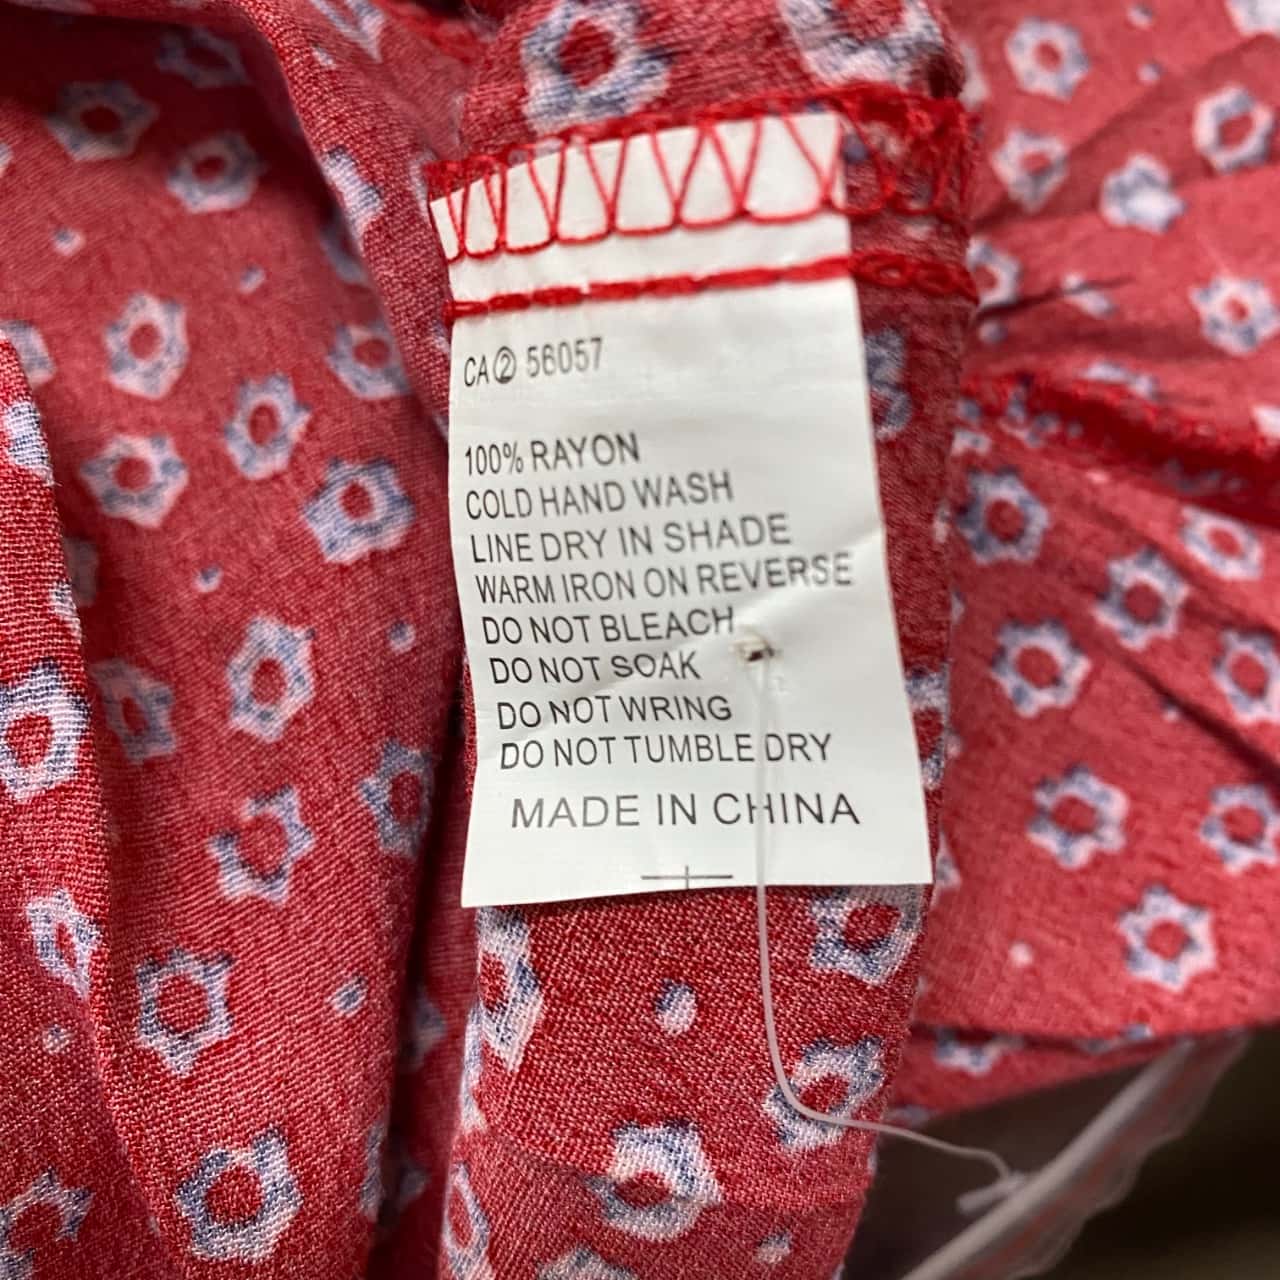 CA② 56057
100% RAYON
COLD HAND WASH
LINE DRY IN SHADE
WARM IRON ON REVERSE
DO NOT BLEACH
DO NOT SOAK
DO NOT WRING
DO NOT TUMBLE DRY
MADE IN CHINA